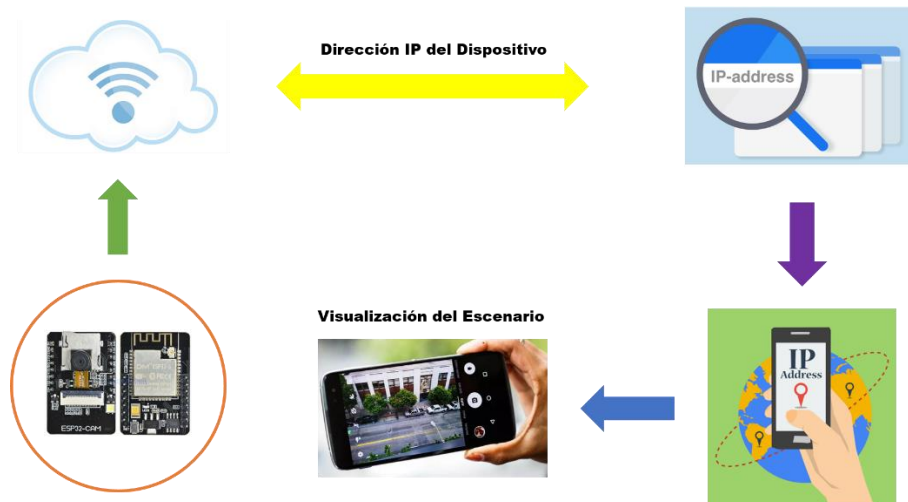 Dirección IP del Dispositivo
IP-address
Visualización del Escenario
IP
Address
ESP32-CAM